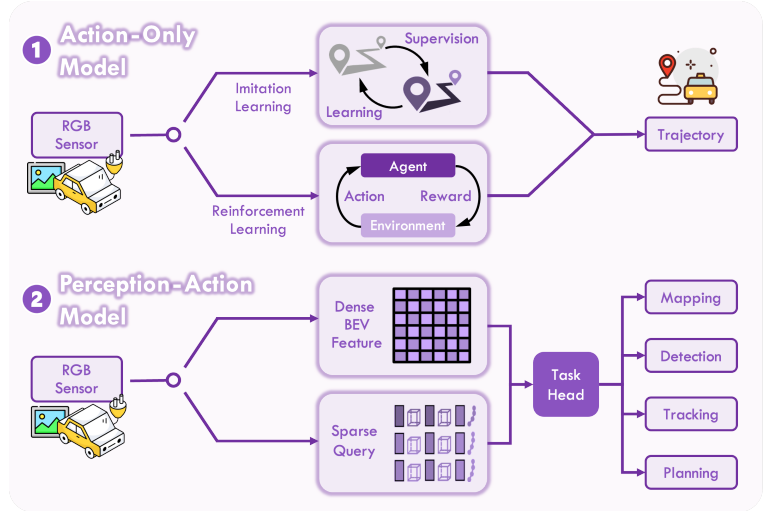 1
Action-Only
Model
RGB
Sensor
Imitation
Learning
Supervision
Learning
Reinforcement
Learning
Agent
Action
Reward
Environment
Trajectory
2
Perception-Action
Model
RGB
Sensor
Dense
BEV
Feature
Sparse
Query
Task
Head
Mapping
Detection
Tracking
Planning